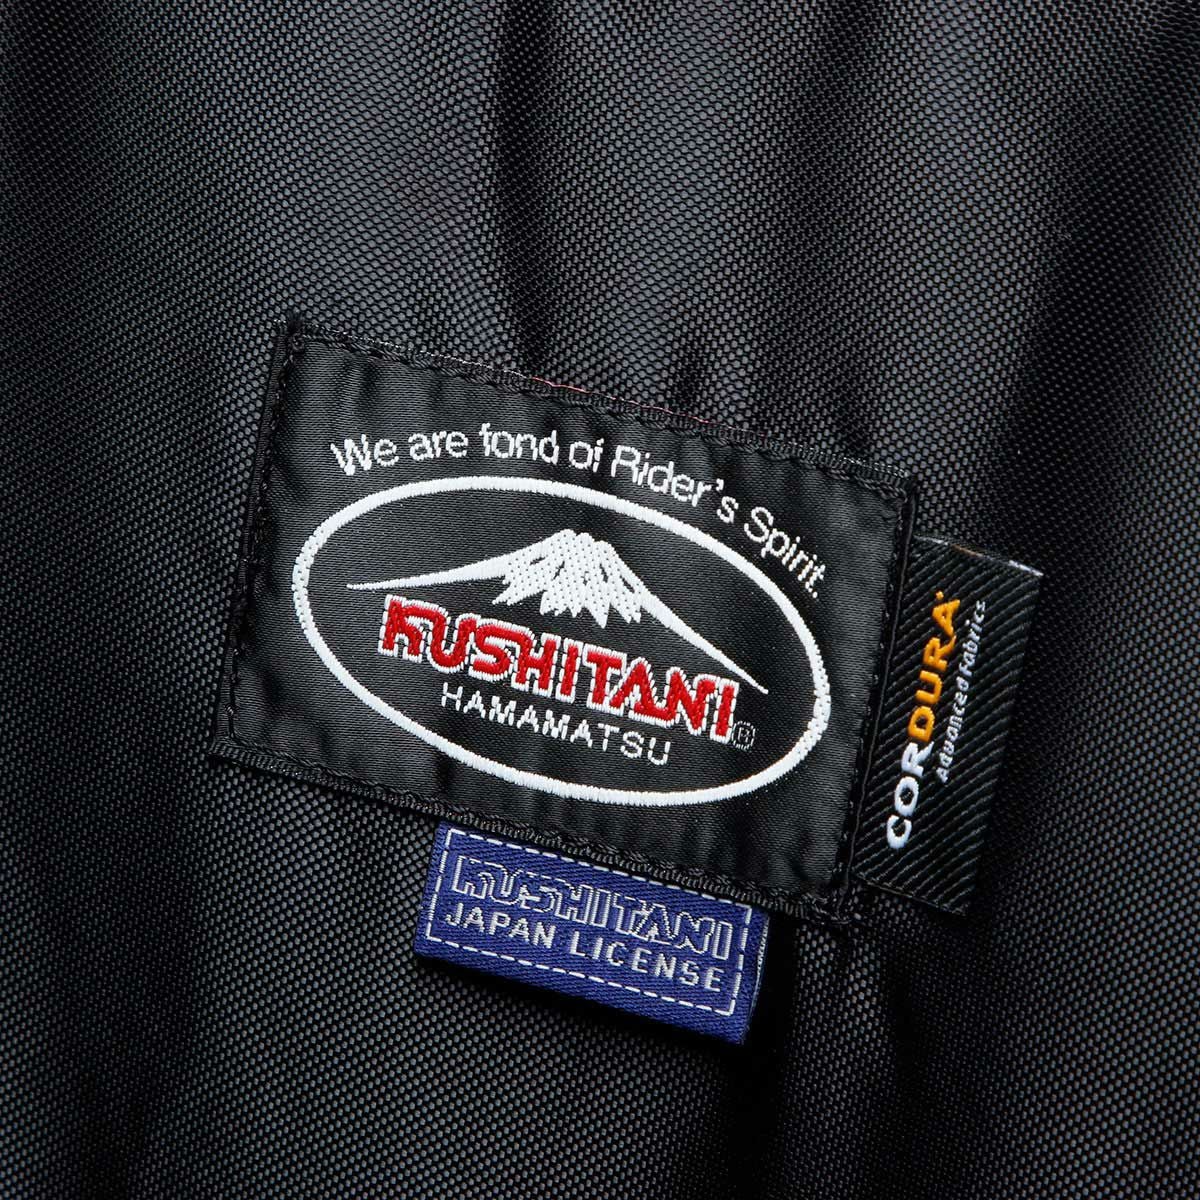 We are fond of Rider's Spirit.
KUSHITANI®
HAMAMATSU
CORDURA
Advanced Fabrics
KUSHITANI
JAPAN LICENSE